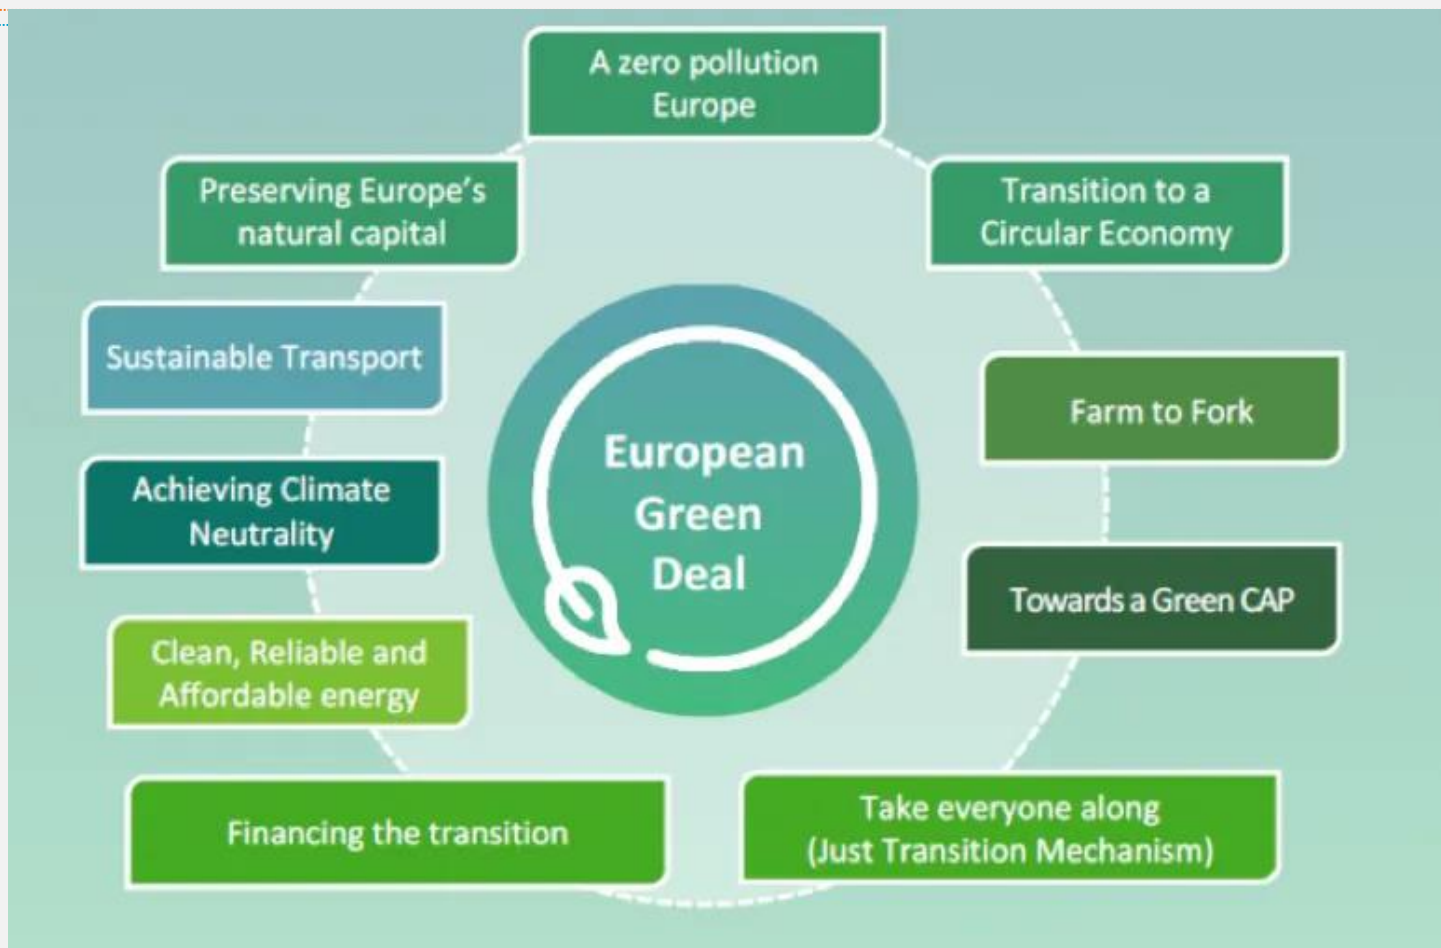 A zero pollution
Europe
Preserving Europe's
natural capital
Transition to a
Circular Economy
Sustainable Transport
Farm to Fork
European
Green
Deal
Achieving Climate
Neutrality
Towards a Green CAP
Clean, Reliable and
Affordable energy
Financing the transition
Take everyone along
(Just Transition Mechanism)